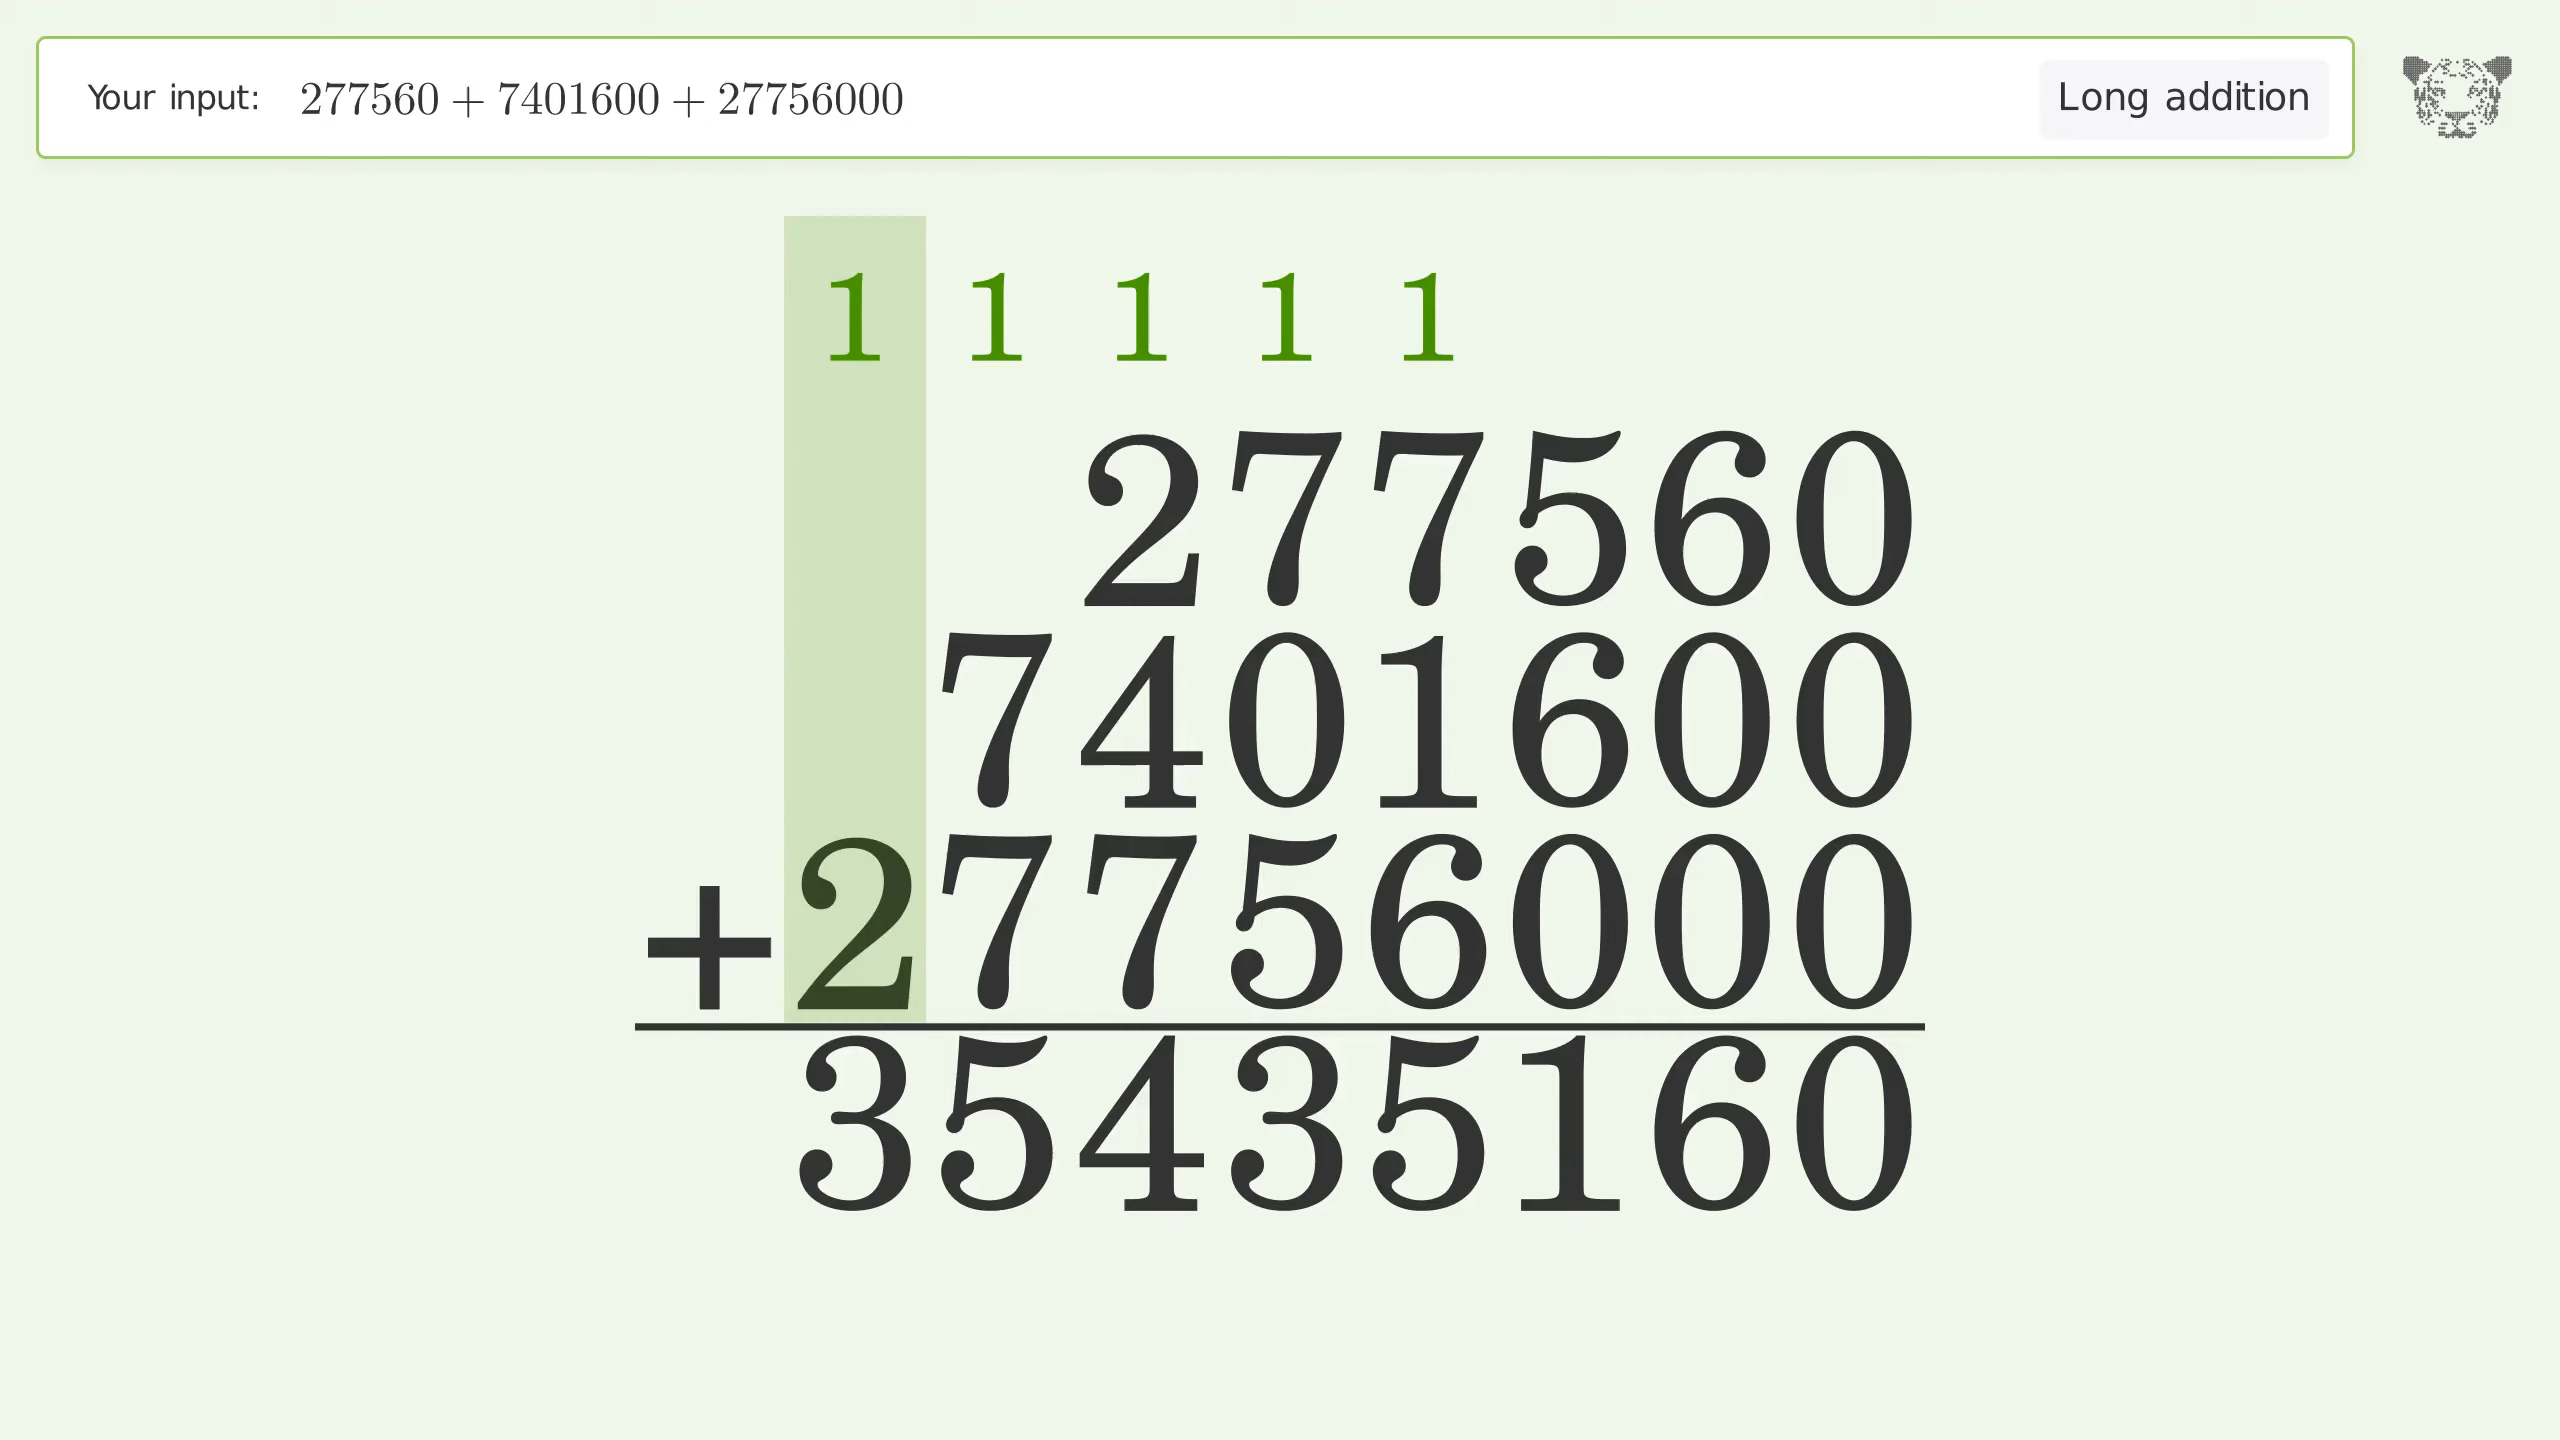 Your input: 277560 + 7401600 + 27756000
Long addition
1 1 1 1 1
277560
7401600
+27756000
35435160